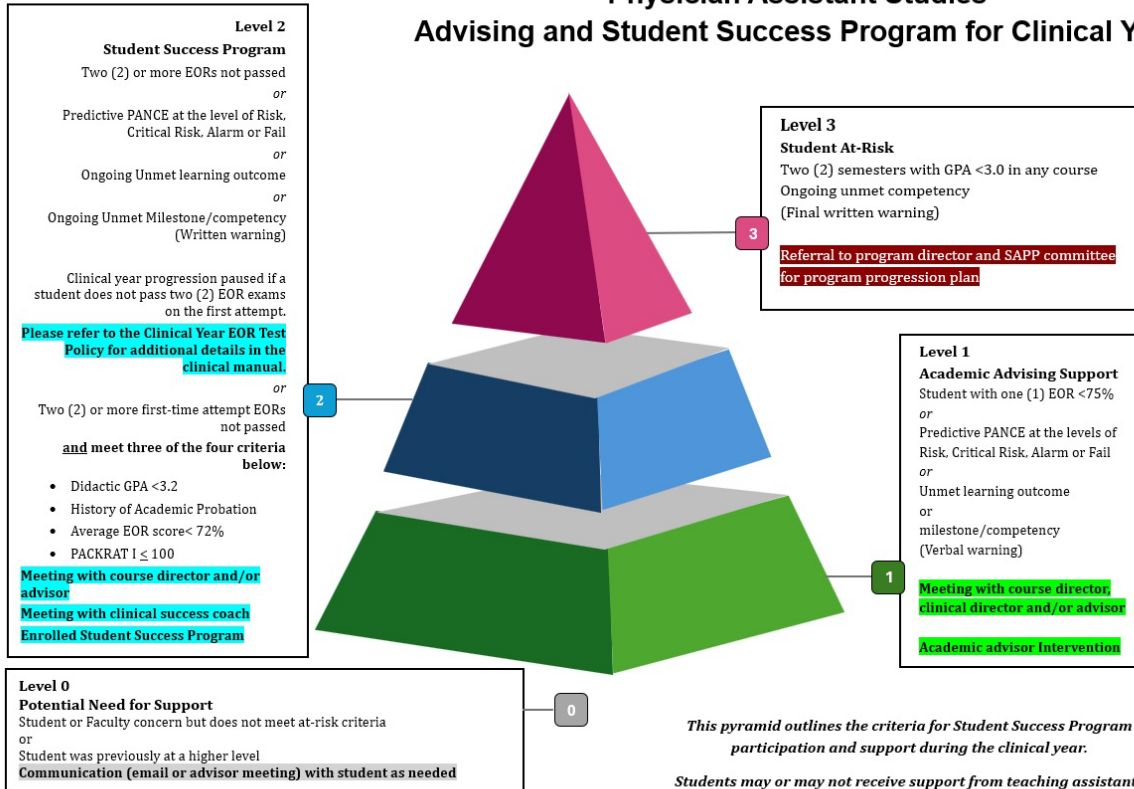 Physician Assistant Studies
Advising and Student Success Program for Clinical Y
Level 2
Student Success Program
Two (2) or more EORs not passed
or
Predictive PANCE at the level of Risk,
Critical Risk, Alarm or Fail
or
Ongoing Unmet learning outcome
or
Ongoing Unmet Milestone/competency
(Written warning)
Clinical year progression paused if a
student does not pass two (2) EOR exams
on the first attempt.
Please refer to the Clinical Year EOR Test
Policy for additional details in the
clinical manual.
or
Two (2) or more first-time attempt EORs
not passed
and meet three of the four criteria
below:
• Didactic GPA <3.2
• History of Academic Probation
• Average EOR score< 72%
• PACKRAT I ≤ 100
Meeting with course director and/or
advisor
Meeting with clinical success coach
Enrolled Student Success Program
2
Level 3
Student At-Risk
Two (2) semesters with GPA <3.0 in any course
Ongoing unmet competency
(Final written warning)
Referral to program director and SAPP committee
for program progression plan
3
Level 1
Academic Advising Support
Student with one (1) EOR <75%
or
Predictive PANCE at the levels of
Risk, Critical Risk, Alarm or Fail
or
Unmet learning outcome
or
milestone/competency
(Verbal warning)
Meeting with course director,
clinical director and/or advisor
Academic advisor Intervention
1
Level 0
Potential Need for Support
Student or Faculty concern but does not meet at-risk criteria
or
Student was previously at a higher level
Communication (email or advisor meeting) with student as needed
0
This pyramid outlines the criteria for Student Success Program
participation and support during the clinical year.
Students may or may not receive support from teaching assistant